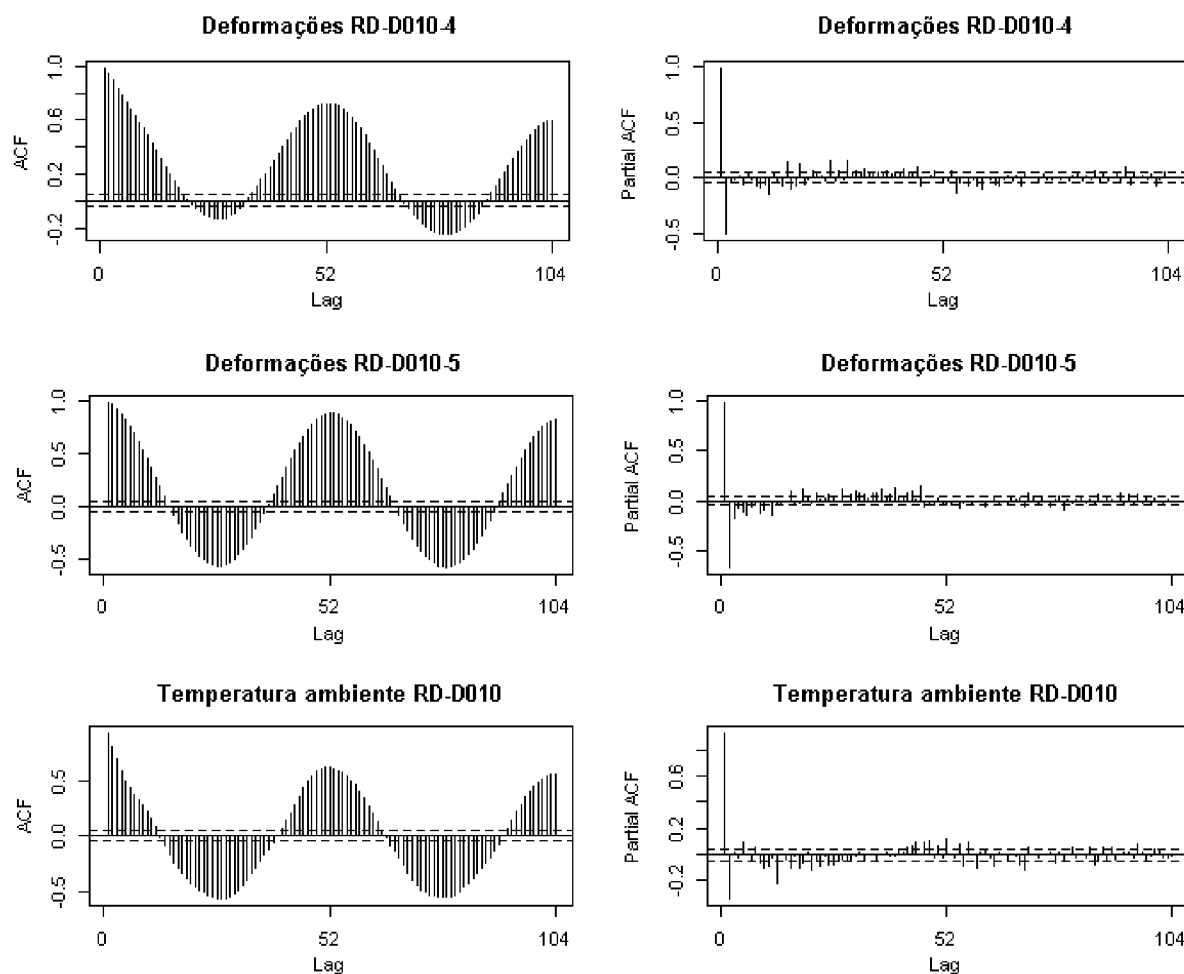 Deformações RD-D010-4
ACF
1.0
0.6
0.2
-0.2
0
52
104
Lag
Deformações RD-D010-4
Partial ACF
1.0
0.5
0.0
-0.5
0
52
104
Lag
Deformações RD-D010-5
ACF
1.0
0.5
0.0
-0.5
0
52
104
Lag
Deformações RD-D010-5
Partial ACF
1.0
0.5
0.0
-0.5
0
52
104
Lag
Temperatura ambiente RD-D010
ACF
0.5
0.0
-0.5
0
52
104
Lag
Temperatura ambiente RD-D010
Partial ACF
0.6
0.2
-0.2
0
52
104
Lag